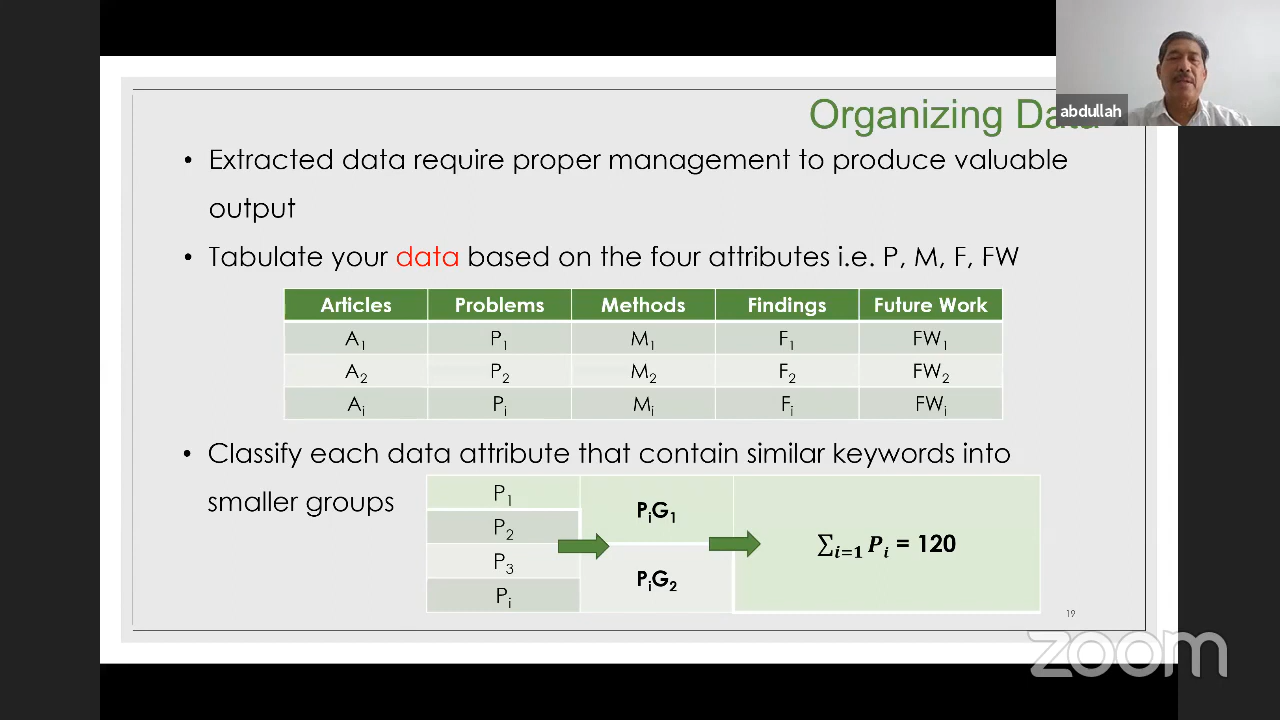 abdullah
Organizing Data
• Extracted data require proper management to produce valuable
output
• Tabulate your data based on the four attributes i.e. P, M, F, FW
Articles Problems Methods Findings Future Work
A₁ P₁ M₁ F₁ FW₁
A₂ P₂ M₂ F₂ FW₂
Aᵢ Pᵢ Mᵢ Fᵢ FWᵢ
• Classify each data attribute that contain similar keywords into
smaller groups
P₁
P₂
P₃
Pᵢ
PᵢG₁
PᵢG₂
∑ᵢ₌₁ Pᵢ = 120
19
zoom